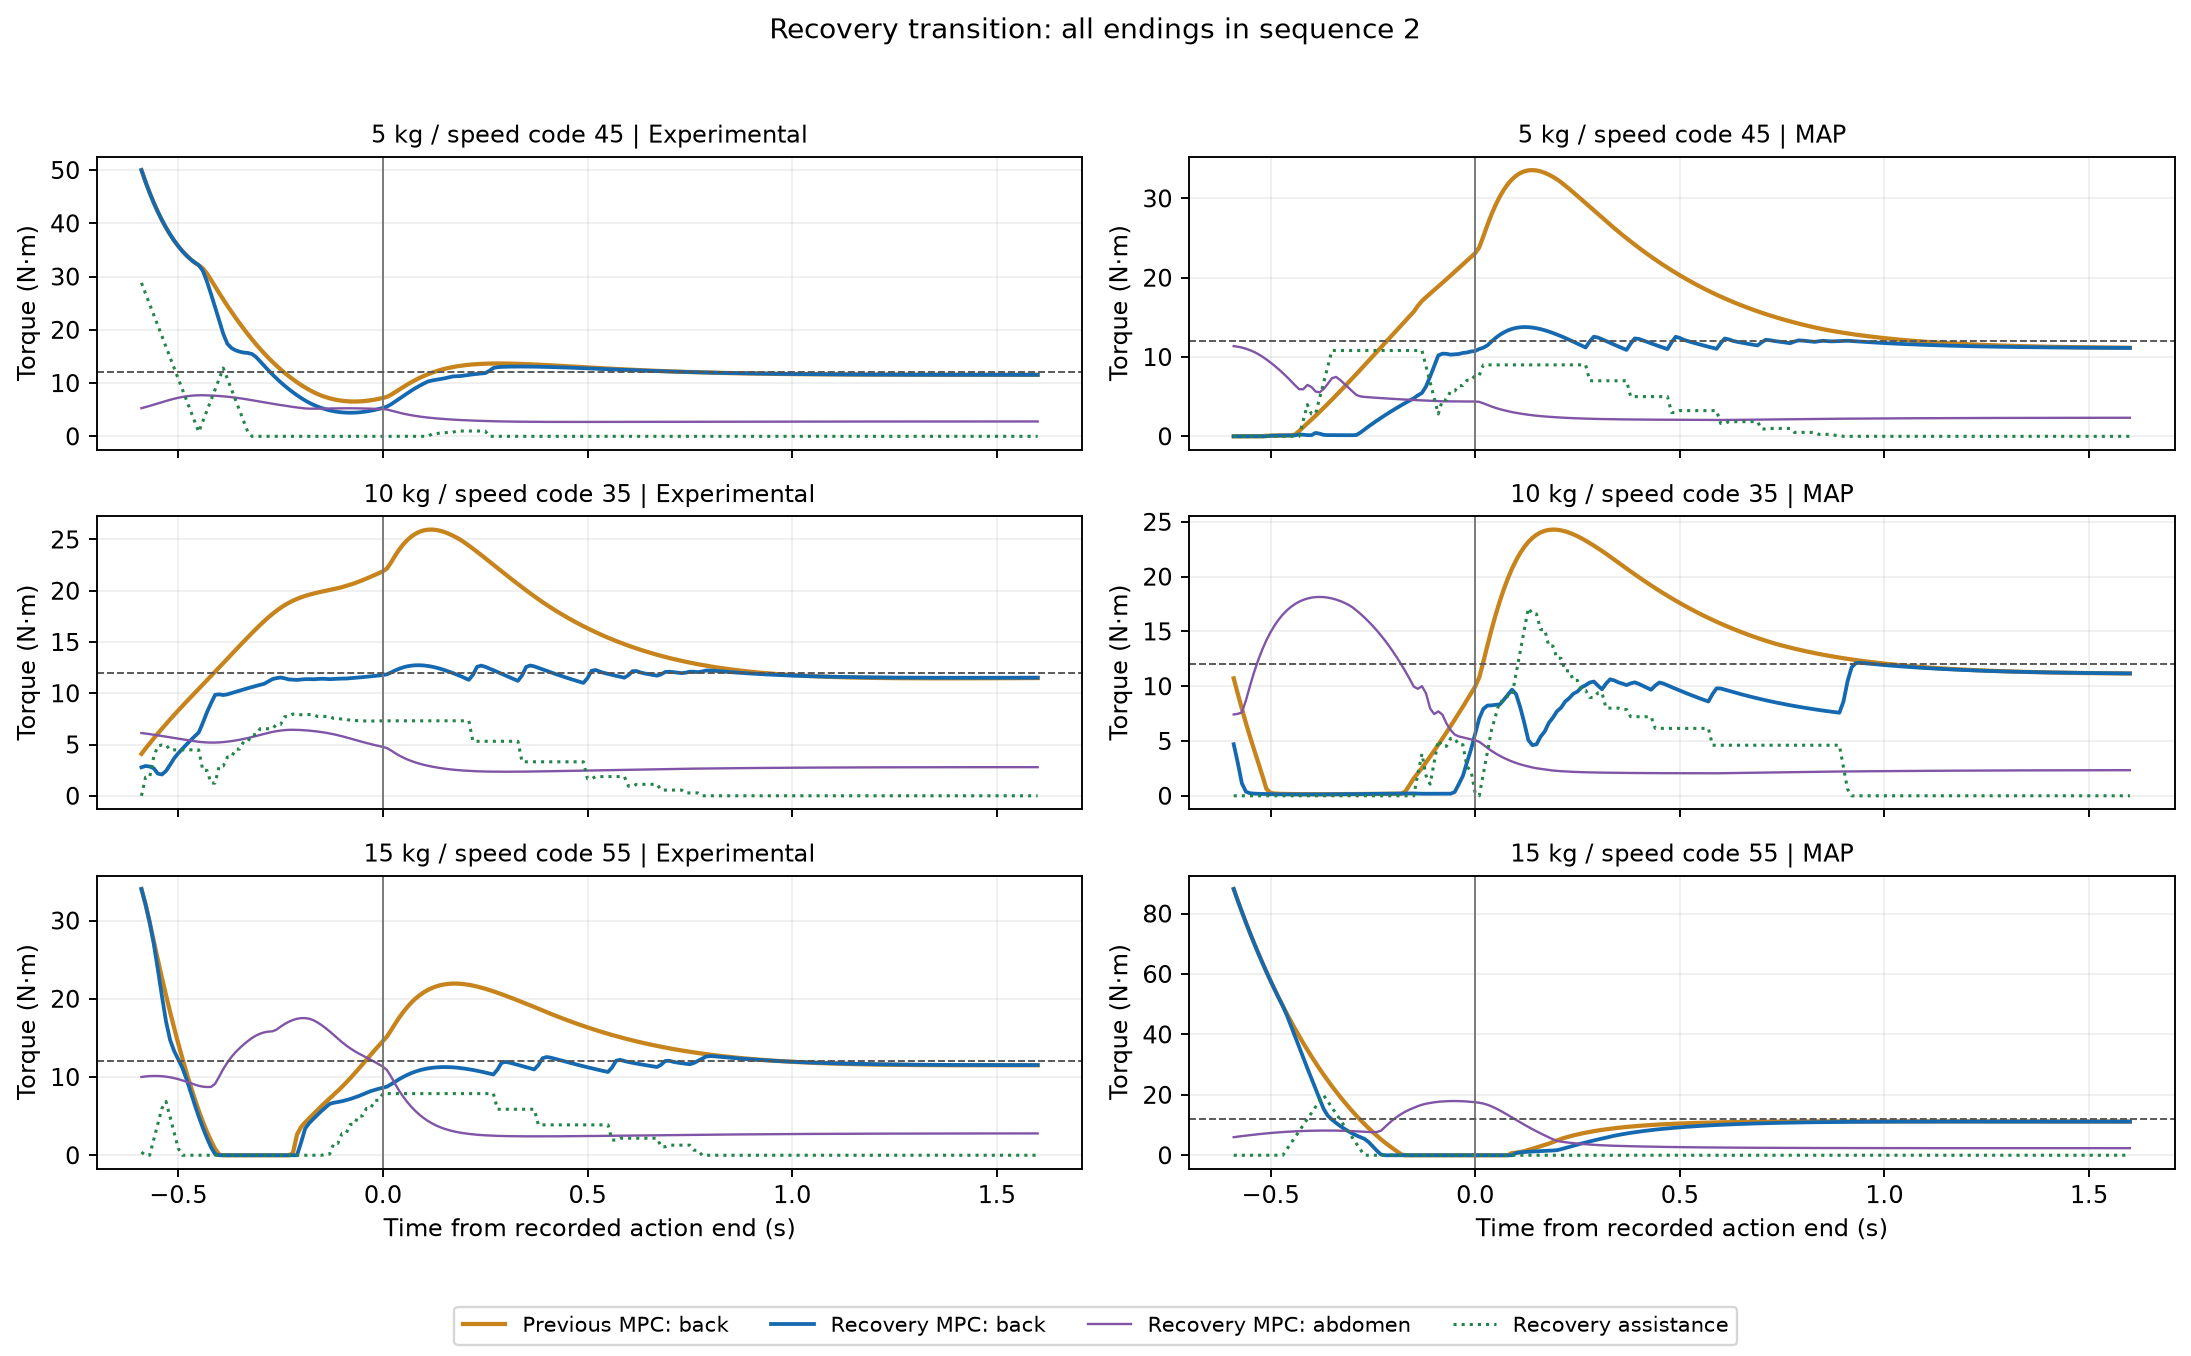 Recovery transition: all endings in sequence 2
5 kg / speed code 45 | Experimental
Torque (N·m)
50
40
30
20
10
0
5 kg / speed code 45 | MAP
Torque (N·m)
30
20
10
0
10 kg / speed code 35 | Experimental
Torque (N·m)
25
20
15
10
5
0
10 kg / speed code 35 | MAP
Torque (N·m)
25
20
15
10
5
0
15 kg / speed code 55 | Experimental
Torque (N·m)
30
20
10
0
−0.5 0.0 0.5 1.0 1.5
Time from recorded action end (s)
15 kg / speed code 55 | MAP
Torque (N·m)
80
60
40
20
0
−0.5 0.0 0.5 1.0 1.5
Time from recorded action end (s)
Previous MPC: back Recovery MPC: back Recovery MPC: abdomen Recovery assistance